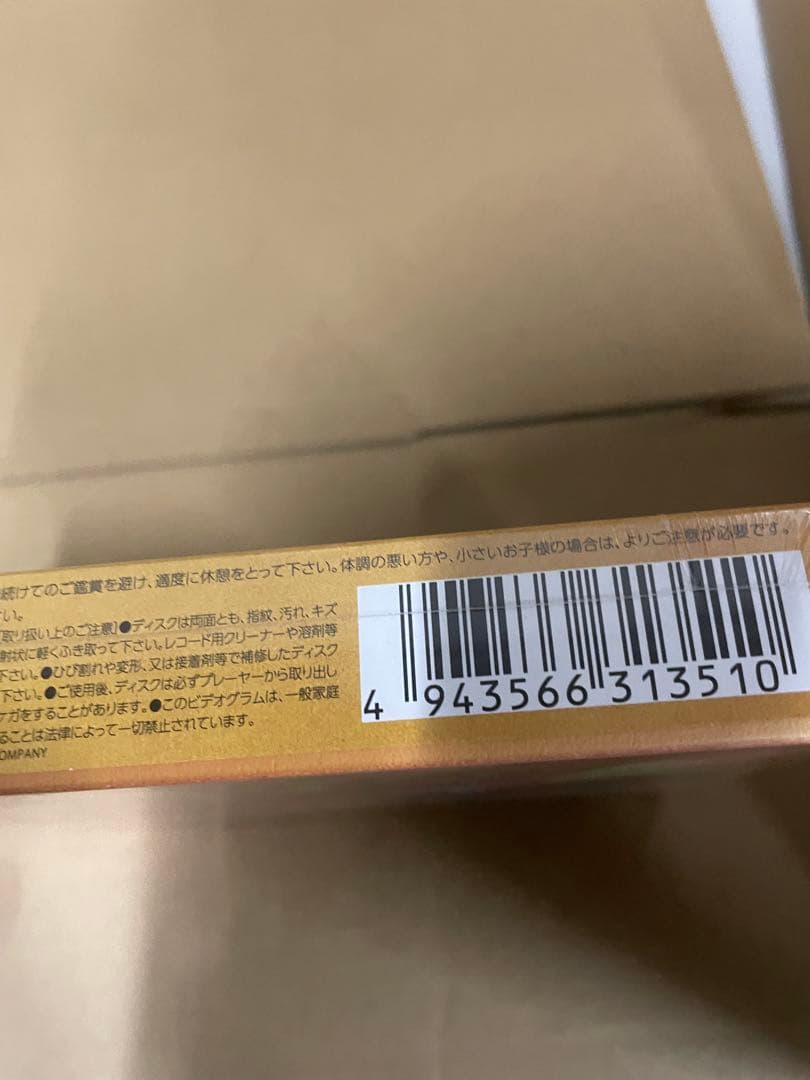 続けてのご鑑賞を避け、適度に休憩をとって下さい。体調の悪い方や、小さいお子様の場合は、よりご注意が必要です。
さい。
取り扱い上のご注意]●ディスクは両面とも、指紋、汚れ、キズ
射状に軽くふき取って下さい。レコード用クリーナーや溶剤等
下さい。●ひび割れや変形、又は接着剤等で補修したディスク
下さい。●ご使用後、ディスクは必ずプレーヤーから取り出し
ケガをすることがあります。●このビデオグラムは、一般家庭
ることは法律によって一切禁止されています。
OMPANY
4 943566 313510